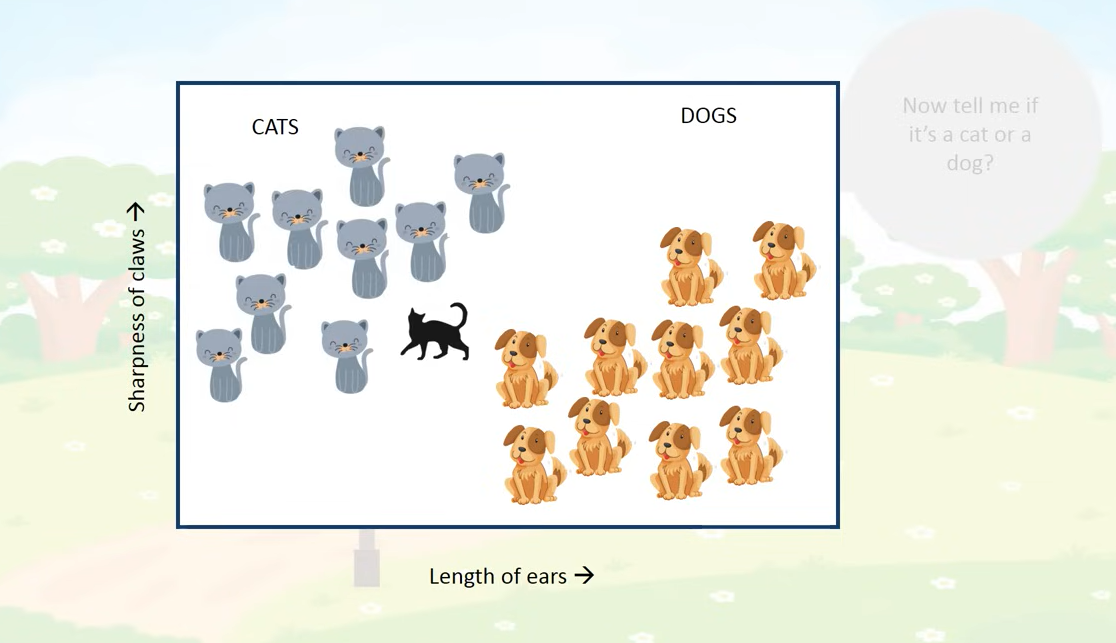 CATS
DOGS
Now tell me if
it's a cat or a
dog?
Sharpness of claws →
Length of ears →